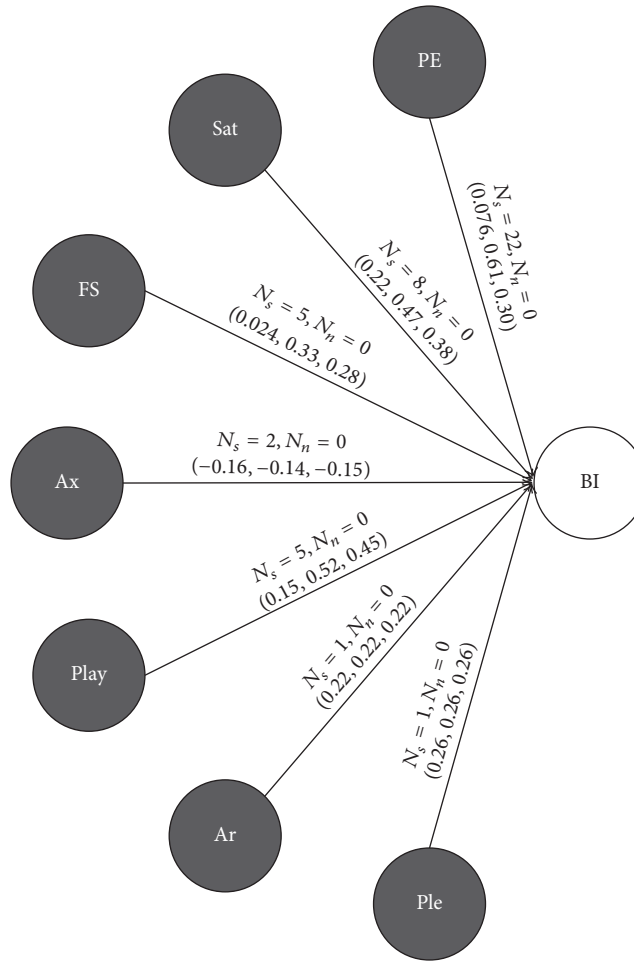 PE
Sat
N_s = 22, N_n = 0
(0.076, 0.61, 0.30)
N_s = 8, N_n = 0
(0.22, 0.47, 0.38)
FS
N_s = 5, N_n = 0
(0.024, 0.33, 0.28)
Ax
N_s = 2, N_n = 0
(−0.16, −0.14, −0.15)
BI
N_s = 5, N_n = 0
(0.15, 0.52, 0.45)
Play
N_s = 1, N_n = 0
(0.22, 0.22, 0.22)
N_s = 1, N_n = 0
(0.26, 0.26, 0.26)
Ar
Ple